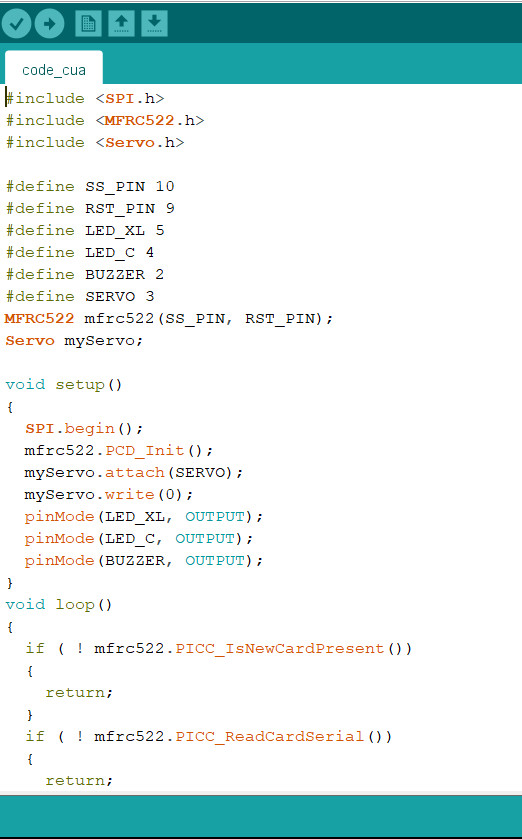 code_cua
#include <SPI.h>
#include <MFRC522.h>
#include <Servo.h>
#define SS_PIN 10
#define RST_PIN 9
#define LED_XL 5
#define LED_C 4
#define BUZZER 2
#define SERVO 3
MFRC522 mfrc522(SS_PIN, RST_PIN);
Servo myServo;
void setup()
{
  SPI.begin();
  mfrc522.PCD_Init();
  myServo.attach(SERVO);
  myServo.write(0);
  pinMode(LED_XL, OUTPUT);
  pinMode(LED_C, OUTPUT);
  pinMode(BUZZER, OUTPUT);
}
void loop()
{
  if ( ! mfrc522.PICC_IsNewCardPresent())
  {
    return;
  }
  if ( ! mfrc522.PICC_ReadCardSerial())
  {
    return;